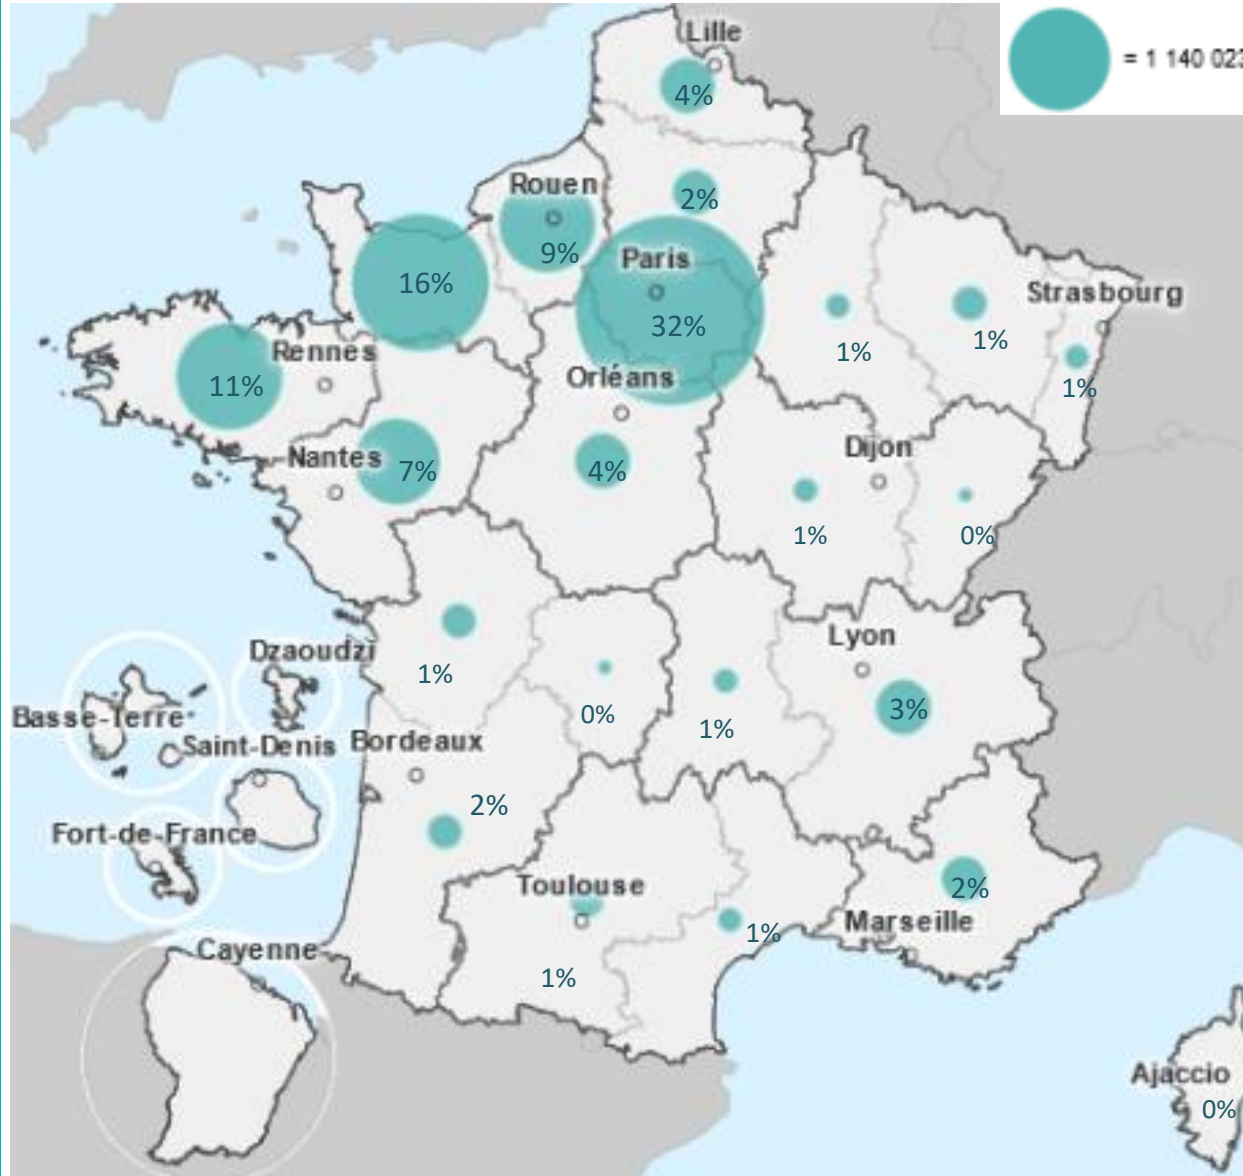 Lille
= 1 140 023
4%
Rouen
2%
9%
Paris
16%
32%
Strasbourg
1%
1%
1%
Rennes
11%
Orléans
Nantes
7%
4%
Dijon
1%
0%
Lyon
Dzaoudzi
1%
Basse-Terre
0%
1%
3%
Saint-Denis
Bordeaux
2%
Fort-de-France
Toulouse
2%
Marseille
1%
Cayenne
1%
Ajaccio
0%